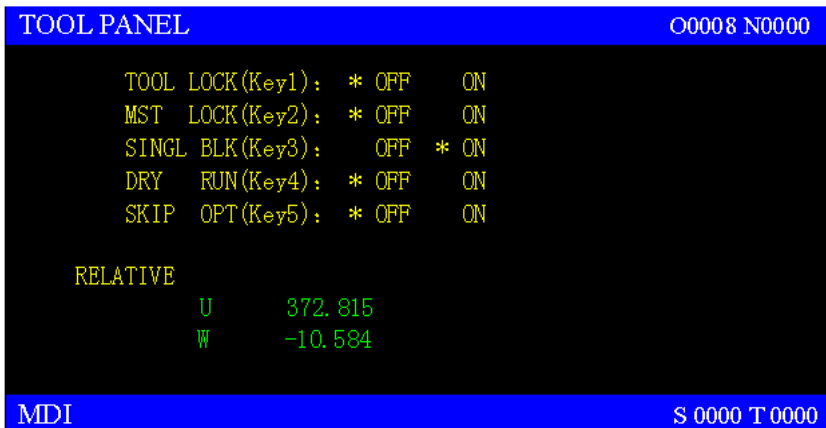 TOOL PANEL O0008 N0000
TOOL LOCK(Key1): * OFF ON
MST LOCK(Key2): * OFF ON
SINGL BLK(Key3): OFF * ON
DRY RUN(Key4): * OFF ON
SKIP OPT(Key5): * OFF ON
RELATIVE
U 372.815
W -10.584
MDI S 0000 T 0000